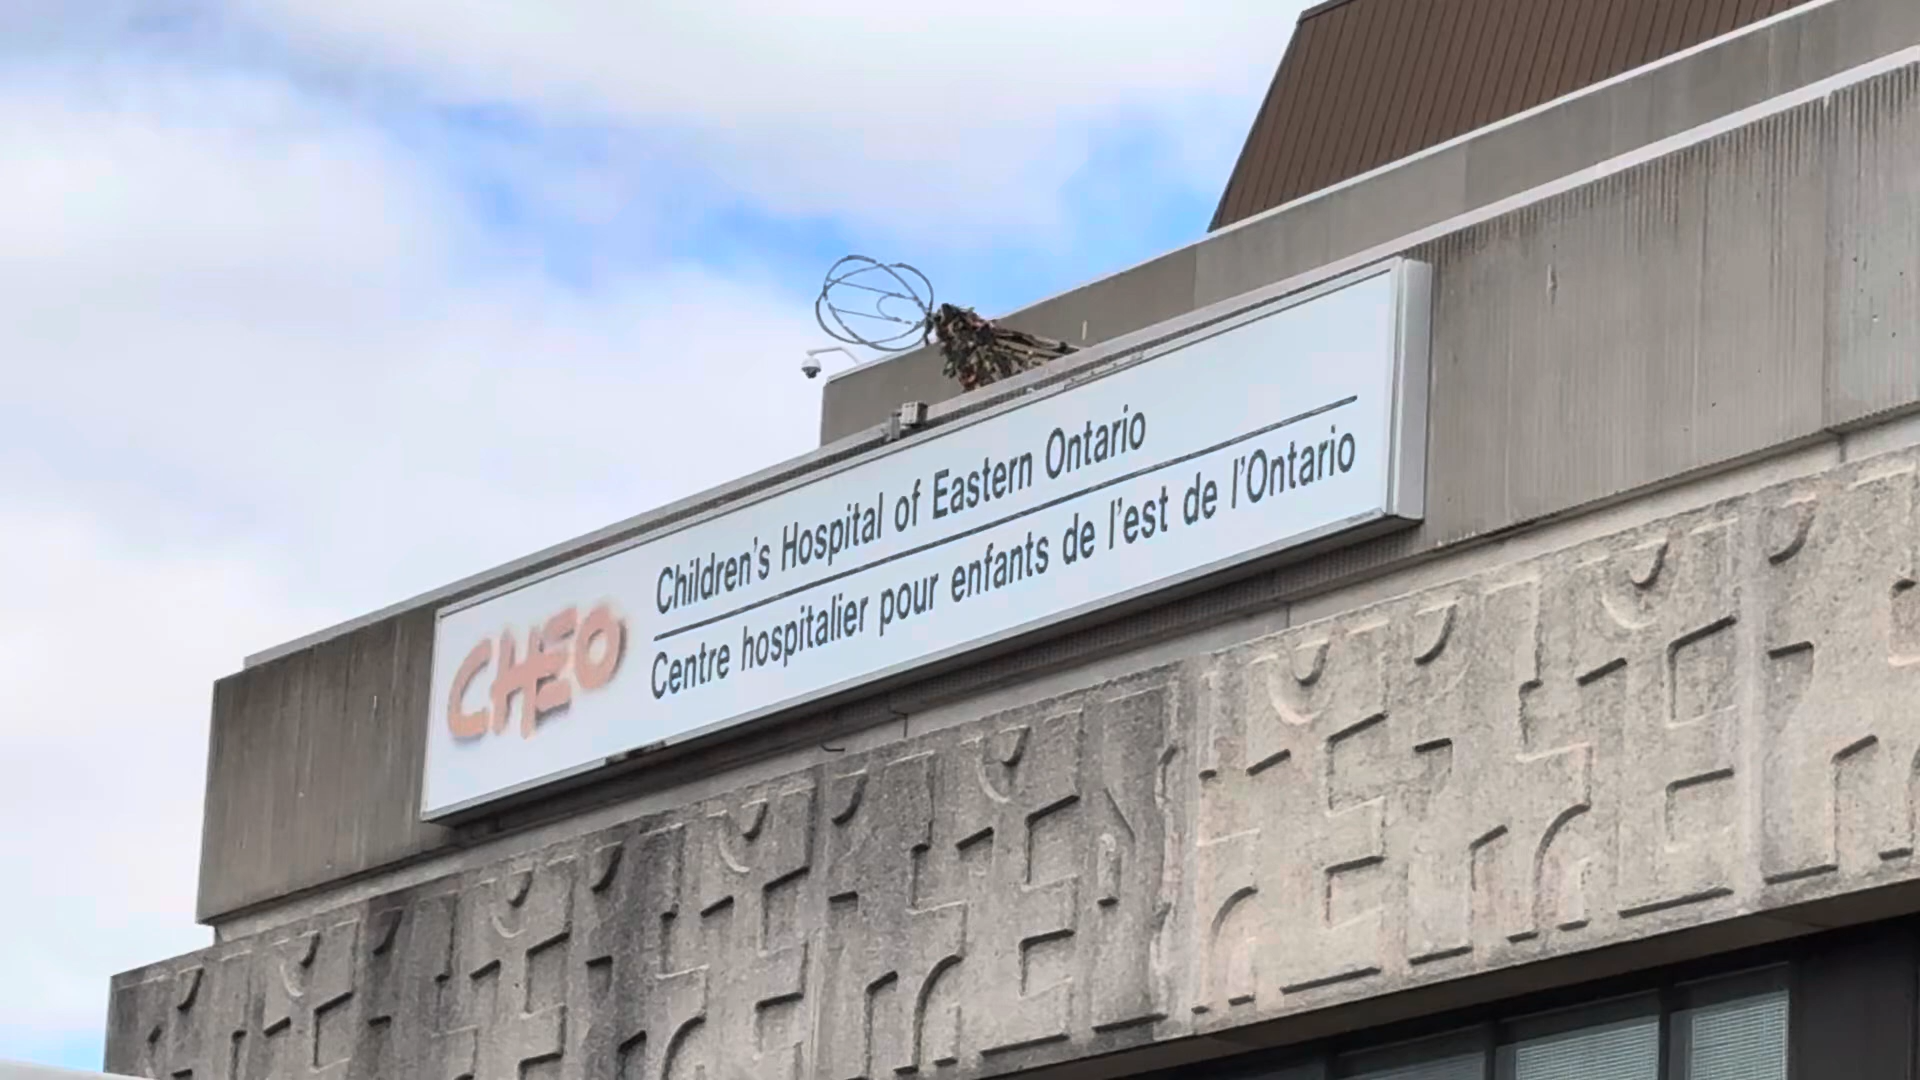 CHEO
Children's Hospital of Eastern Ontario
Centre hospitalier pour enfants de l'est de l'Ontario